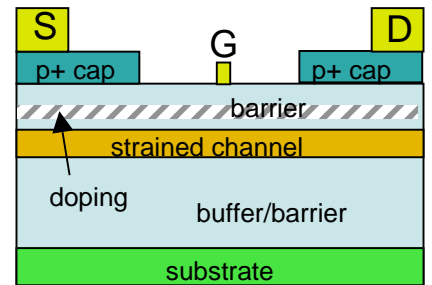 S
G
D
p+ cap
p+ cap
barrier
strained channel
doping
buffer/barrier
substrate